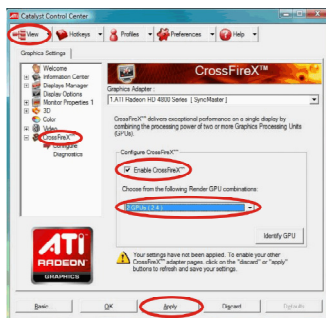 Catalyst Control Center
View Hotkeys Profiles Preferences Help
Graphics Settings
Welcome
Information Center
Displays Manager
Display Options
Monitor Properties 1
3D
Color
Video
CrossFireX™
Configure
Diagnostics
ATI
RADEON
GRAPHICS
CrossFireX™
Graphics Adapter:
1.ATI Radeon HD 4800 Series [ SyncMaster ]
CrossFireX™ delivers exceptional performance on a single display by
combining the processing power of two or more Graphics Processing Units
(GPUs).
Configure CrossFireX™
Enable CrossFireX™
Choose from the following Render GPU combinations:
2 GPUs ( 2 4 )
Identify GPU
Your settings have not been applied. To enable your other
CrossFireX™ adapter pages, click on the "discard" or "apply"
buttons to refresh and save your settings.
Basic OK Apply Discard Defaults